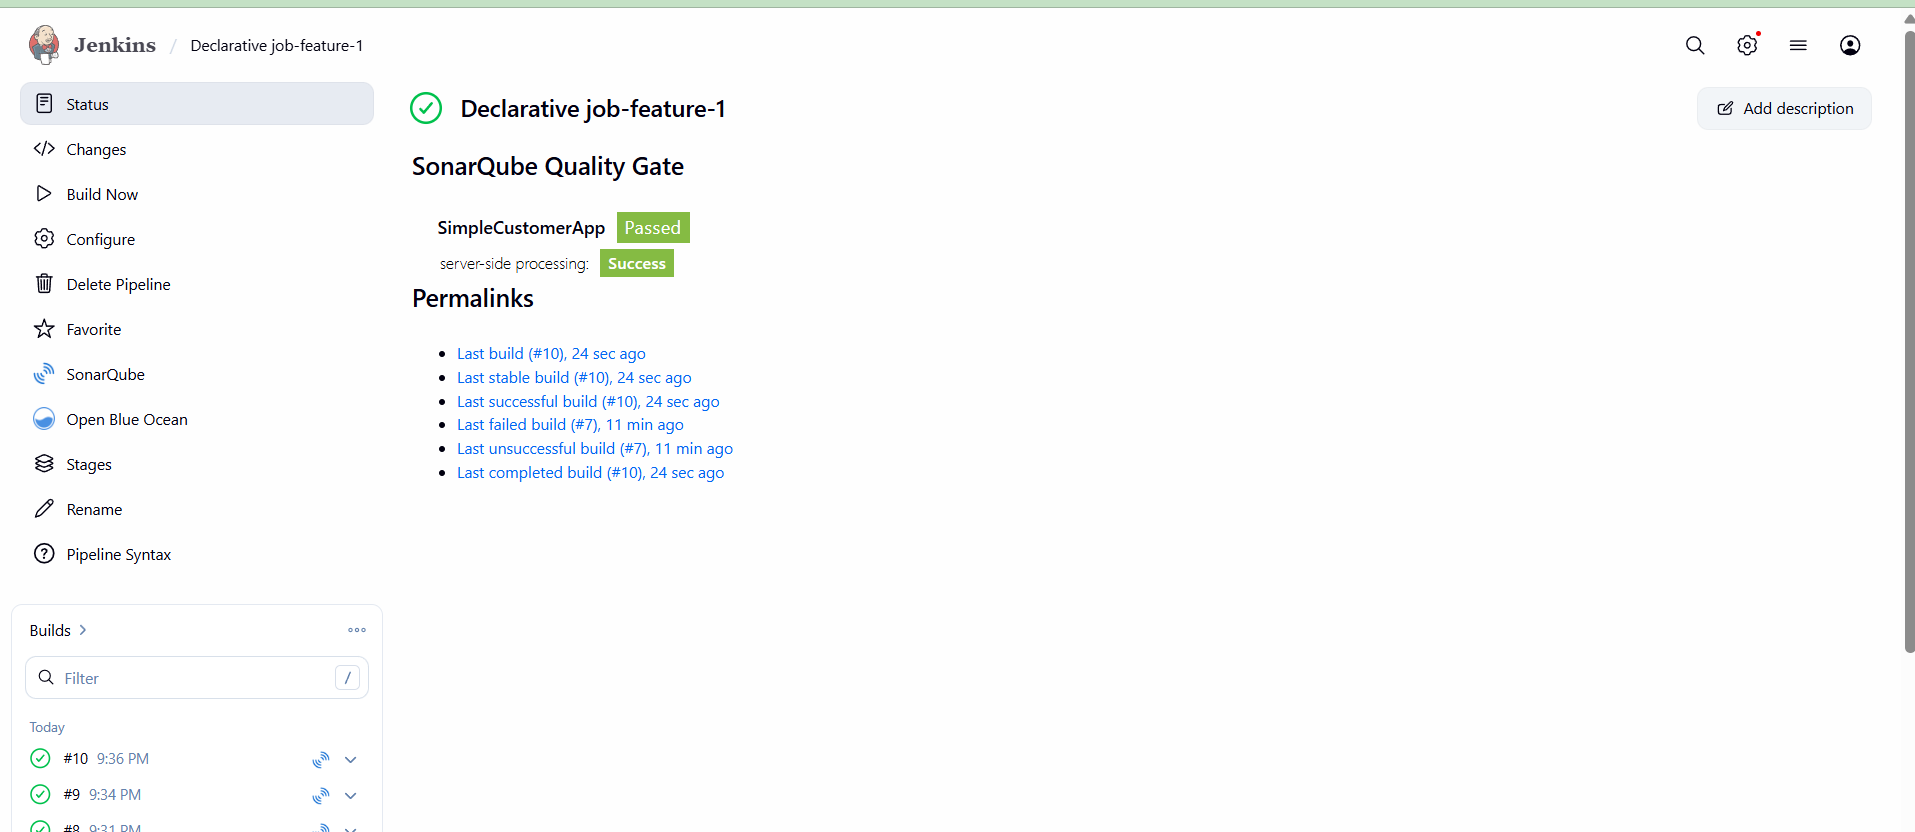 Jenkins / Declarative job-feature-1
Status
Changes
Build Now
Configure
Delete Pipeline
Favorite
SonarQube
Open Blue Ocean
Stages
Rename
Pipeline Syntax
Builds
Filter /
Today
#10 9:36 PM
#9 9:34 PM
#8 9:31 PM
Declarative job-feature-1
Add description
SonarQube Quality Gate
SimpleCustomerApp Passed
server-side processing: Success
Permalinks
Last build (#10), 24 sec ago
Last stable build (#10), 24 sec ago
Last successful build (#10), 24 sec ago
Last failed build (#7), 11 min ago
Last unsuccessful build (#7), 11 min ago
Last completed build (#10), 24 sec ago